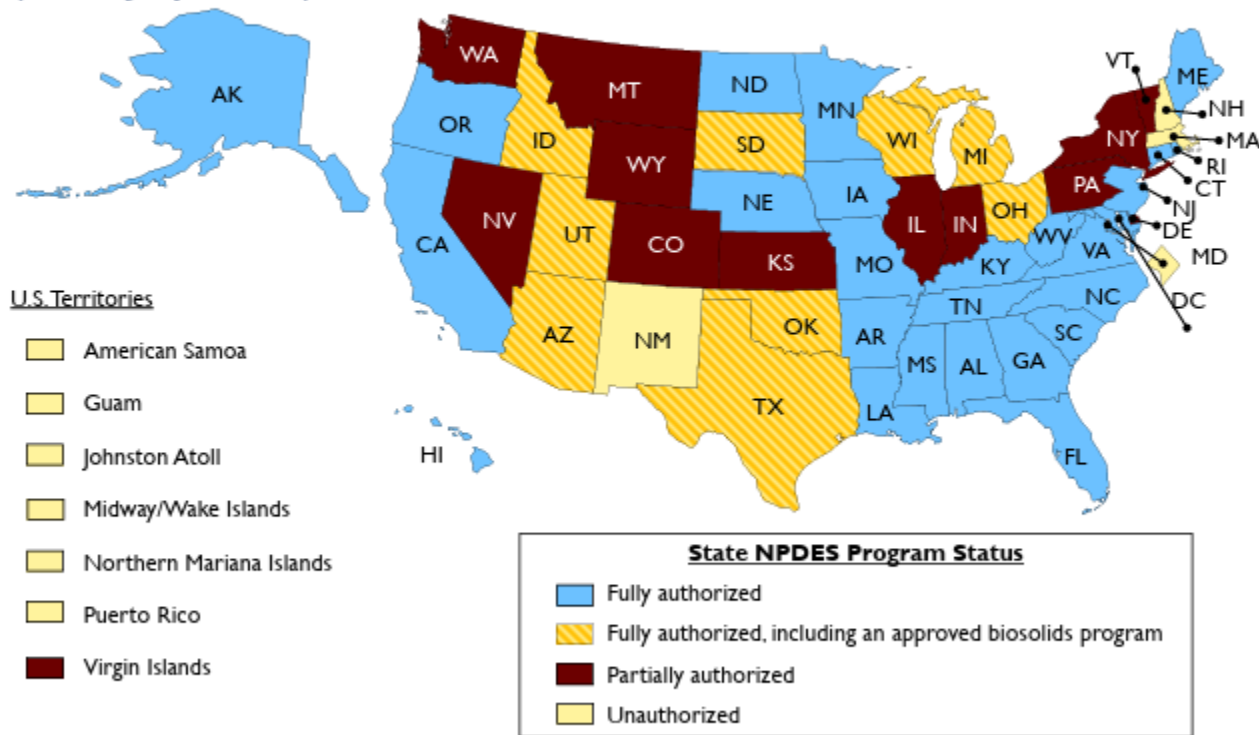 WA
MT
ND
MN
VT
ME
AK
OR
ID
SD
WI
MI
NY
NH
MA
WY
RI
CT
NV
NE
IA
PA
NJ
UT
IL
IN
OH
DE
CA
CO
KS
MO
WV
VA
MD
KY
DC
NC
TN
AZ
NM
OK
AR
SC
MS
AL
GA
TX
LA
FL
HI
U.S. Territories
American Samoa
Guam
Johnston Atoll
Midway/Wake Islands
Northern Mariana Islands
Puerto Rico
Virgin Islands
State NPDES Program Status
Fully authorized
Fully authorized, including an approved biosolids program
Partially authorized
Unauthorized